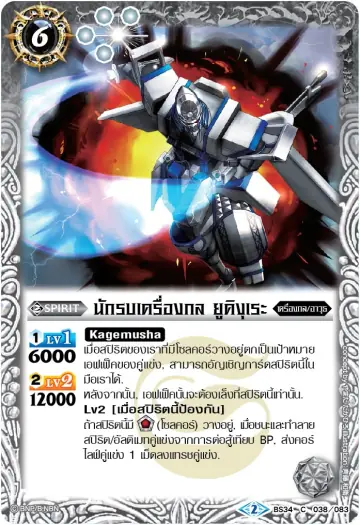 6
2 SPIRIT นักรบเครื่องกล ยูคิงุเระ เครื่องกล/อาวุธ
1 LV1
6000
2 LV2
12000
Kagemusha
เมื่อสปิริตของเราที่มีโซลคอร์วางอยู่ตกเป็นเป้าหมาย
เอฟเฟ็คของคู่แข่ง, สามารถอัญเชิญการ์ดสปิริตนี้ใน
มือเราได้.
หลังจากนั้น, เอฟเฟ็คนั้นจะต้องเล็งที่สปิริตนี้เท่านั้น.
Lv2 [เมื่อสปิริตนี้ป้องกัน]
ถ้าสปิริตนี้มี (โซลคอร์) วางอยู่, เมื่อชนะและทำลาย
สปิริต/อัลติเมทคู่แข่งจากการต่อสู้เทียบ BP, ส่งคอร์
ไลฟ์คู่แข่ง 1 เม็ดลงแทรชคู่แข่ง.
© BNP/B,NBN
2 BS34 - C 038 / 083